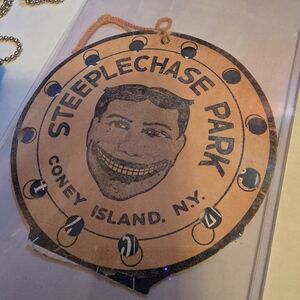 STEEPLECHASE PARK
CONEY ISLAND, N.Y.